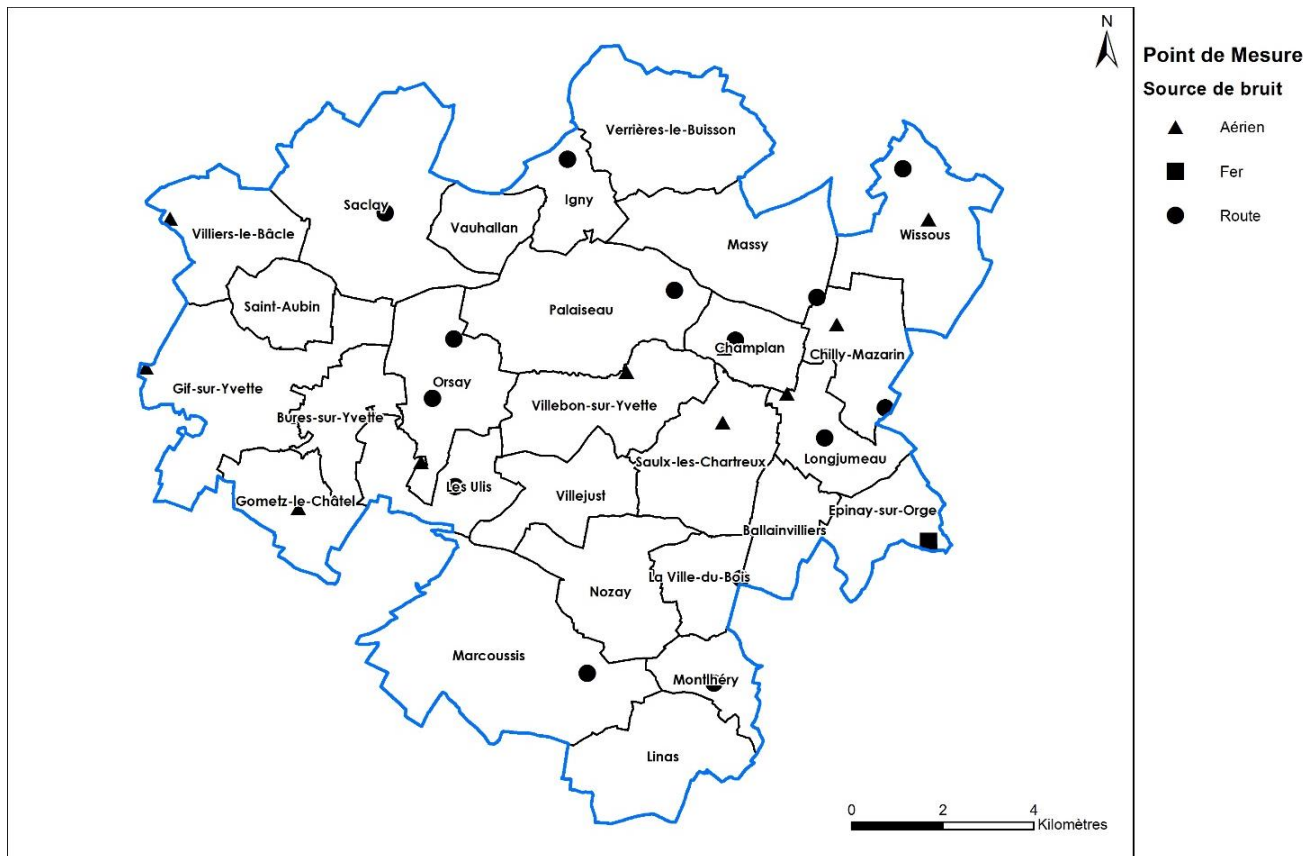 N
Point de Mesure
Source de bruit
Aérien
Fer
Route
Verrières-le-Buisson
Igny
Saclay
Vauhallan
Villiers-le-Bâcle
Wissous
Massy
Saint-Aubin
Palaiseau
Champlan
Chilly-Mazarin
Gif-sur-Yvette
Orsay
Villebon-sur-Yvette
Bures-sur-Yvette
Saulx-les-Chartreux
Longjumeau
Les Ulis
Villejust
Gometz-le-Châtel
Epinay-sur-Orge
Ballainvilliers
La Ville-du-Bois
Nozay
Marcoussis
Montlhéry
Linas
0 2 4
Kilomètres